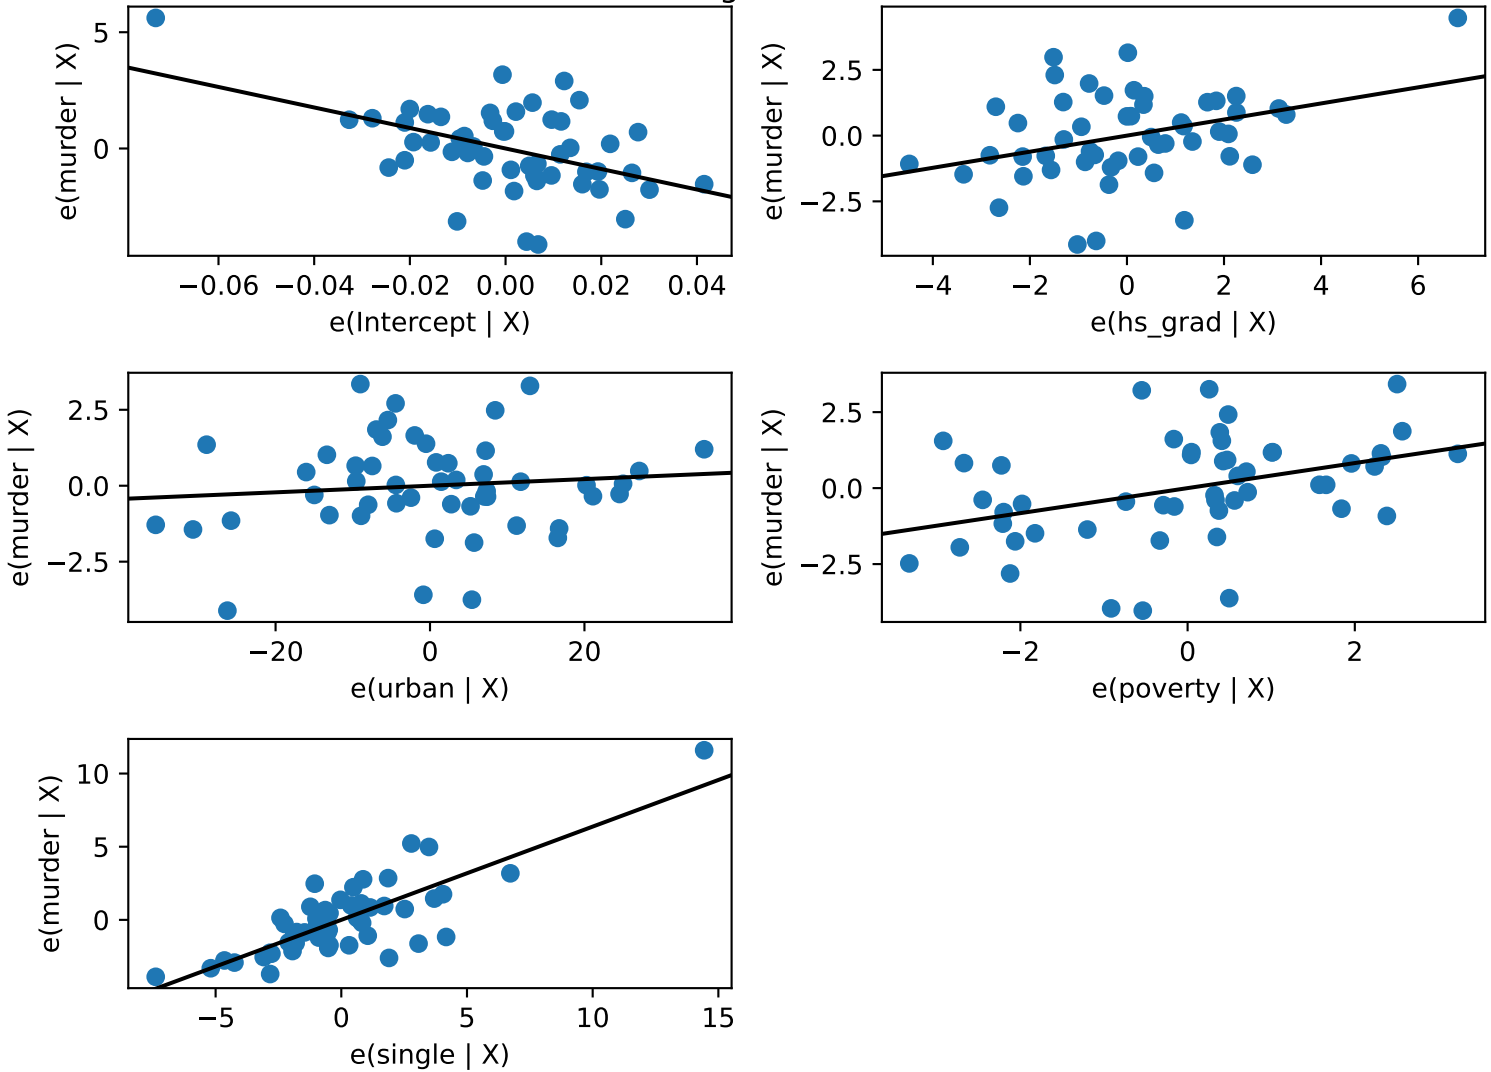 5
0
e(murder | X)
−0.06 −0.04 −0.02 0.00 0.02 0.04
e(Intercept | X)
2.5
0.0
−2.5
e(murder | X)
−4 −2 0 2 4 6
e(hs_grad | X)
2.5
0.0
−2.5
e(murder | X)
−20 0 20
e(urban | X)
2.5
0.0
−2.5
e(murder | X)
−2 0 2
e(poverty | X)
10
5
0
e(murder | X)
−5 0 5 10 15
e(single | X)